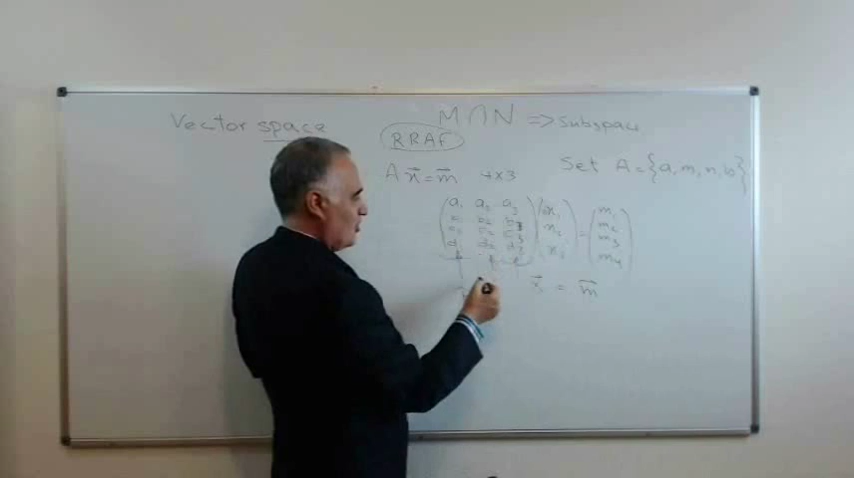 Vector space
M∩N => Subspace
RRAF
Set A={a,m,n,b}
A x⃗ = m⃗ 4x3
a₁ a₂ a₃ x₁ m₁
b₁ b₂ b₃ x₂ = m₂
c₁ c₂ c₃ x₃ m₃
d₁ d₂ d₃ m₄
x⃗₁ = m⃗